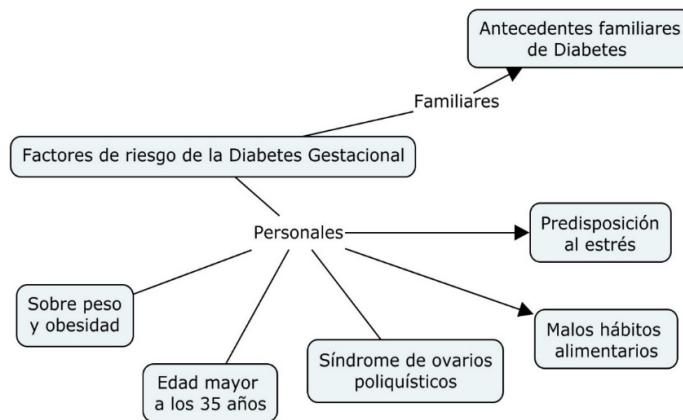 Antecedentes familiares
de Diabetes
Familiares
Factores de riesgo de la Diabetes Gestacional
Personales
Predisposición
al estrés
Sobre peso
y obesidad
Malos hábitos
alimentarios
Síndrome de ovarios
poliquísticos
Edad mayor
a los 35 años